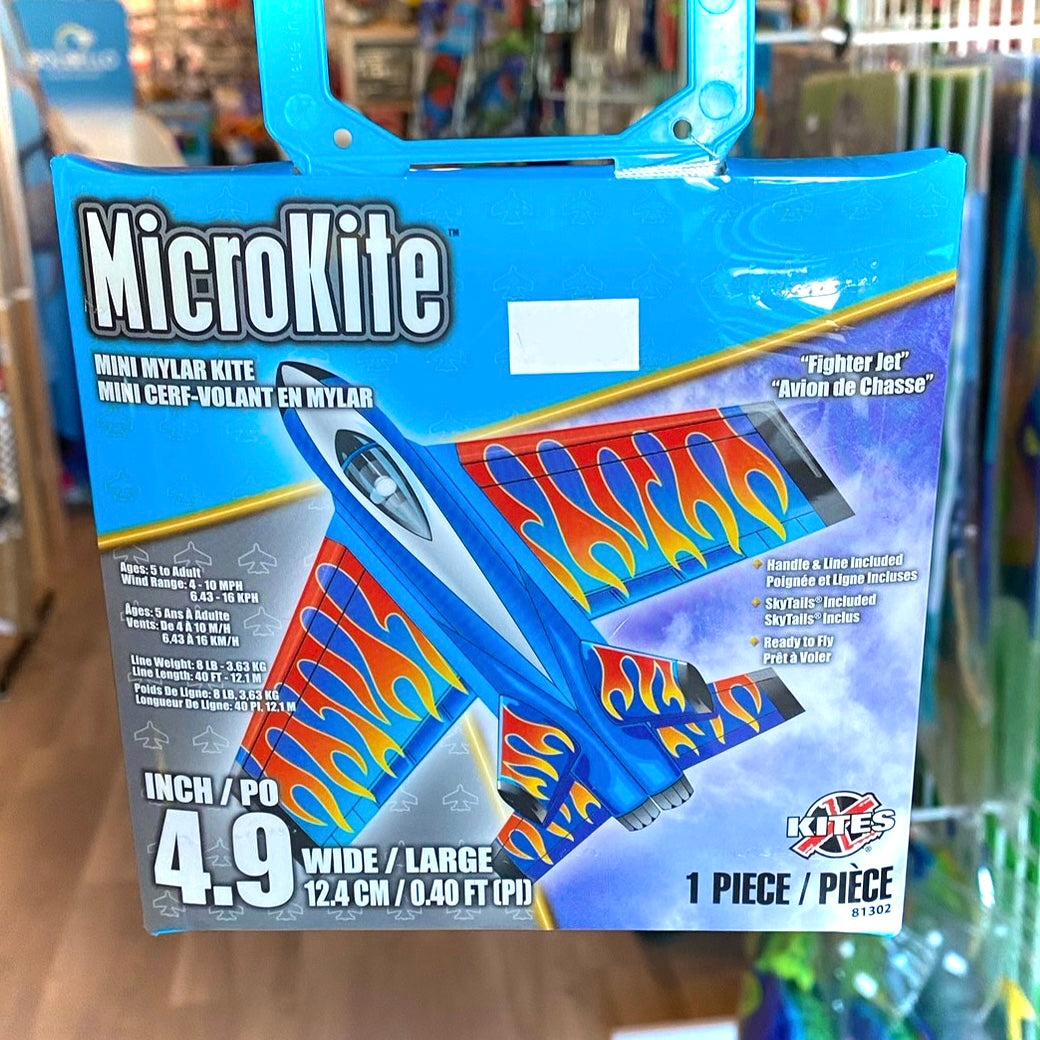 MicroKite™
MINI MYLAR KITE
MINI CERF-VOLANT EN MYLAR
"Fighter Jet"
"Avion de Chasse"
Ages: 5 to Adult
Wind Range: 4 - 10 MPH
6.43 - 16 KPH
Ages: 5 Ans À Adulte
Vents: De 4 À 10 M/H
6,43 À 16 KM/H
Line Weight: 8 LB - 3.63 KG
Line Length: 40 FT - 12.1 M
Poids De Ligne: 8 LB, 3,63 KG
Longueur De Ligne: 40 PI, 12,1 M
Handle & Line Included
Poignée et Ligne Incluses
SkyTails® Included
SkyTails® Inclus
Ready to Fly
Prêt à Voler
INCH / PO
4.9 WIDE / LARGE
12.4 CM / 0.40 FT (PI)
X KITES®
1 PIECE / PIÈCE
81302